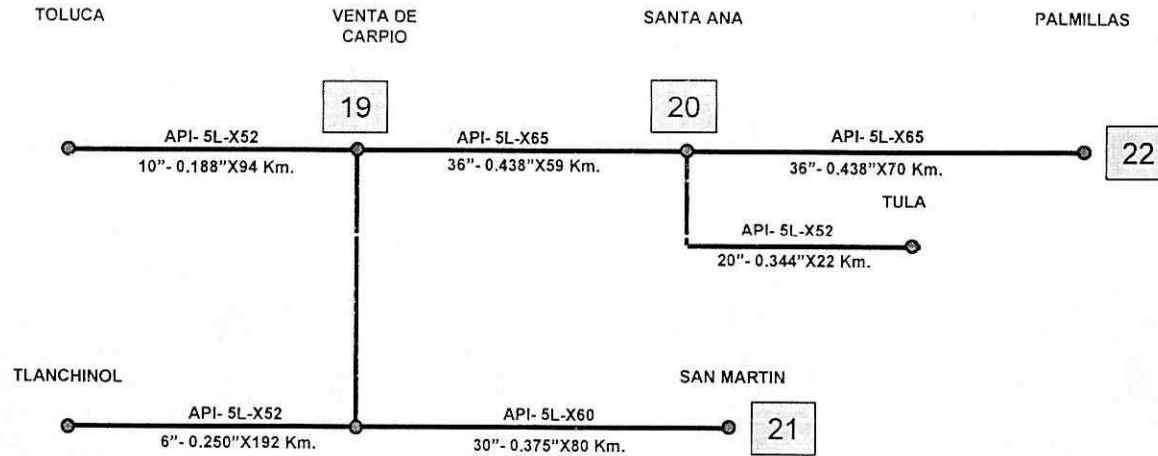 TOLUCA
VENTA DE
CARPIO
SANTA ANA
PALMILLAS
19
20
API- 5L-X52
API- 5L-X65
API- 5L-X65
10"- 0.188"X94 Km.
36"- 0.438"X59 Km.
36"- 0.438"X70 Km.
22
TULA
API- 5L-X52
20"- 0.344"X22 Km.
TLANCHINOL
SAN MARTIN
API- 5L-X52
API- 5L-X60
6"- 0.250"X192 Km.
30"- 0.375"X80 Km.
21